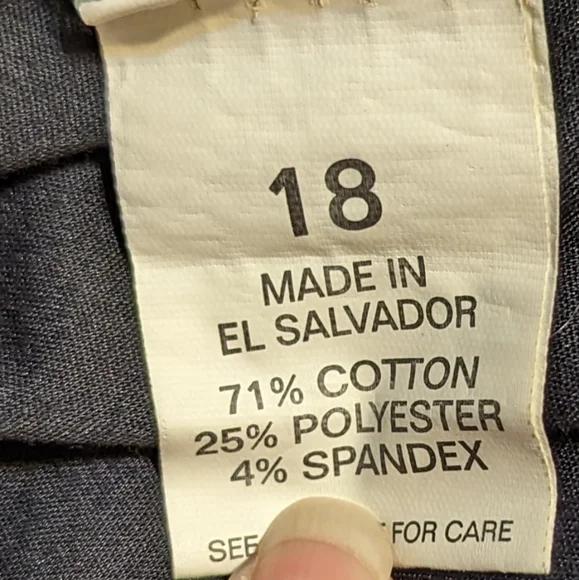 18
MADE IN
EL SALVADOR
71% COTTON
25% POLYESTER
4% SPANDEX
SEE FOR CARE